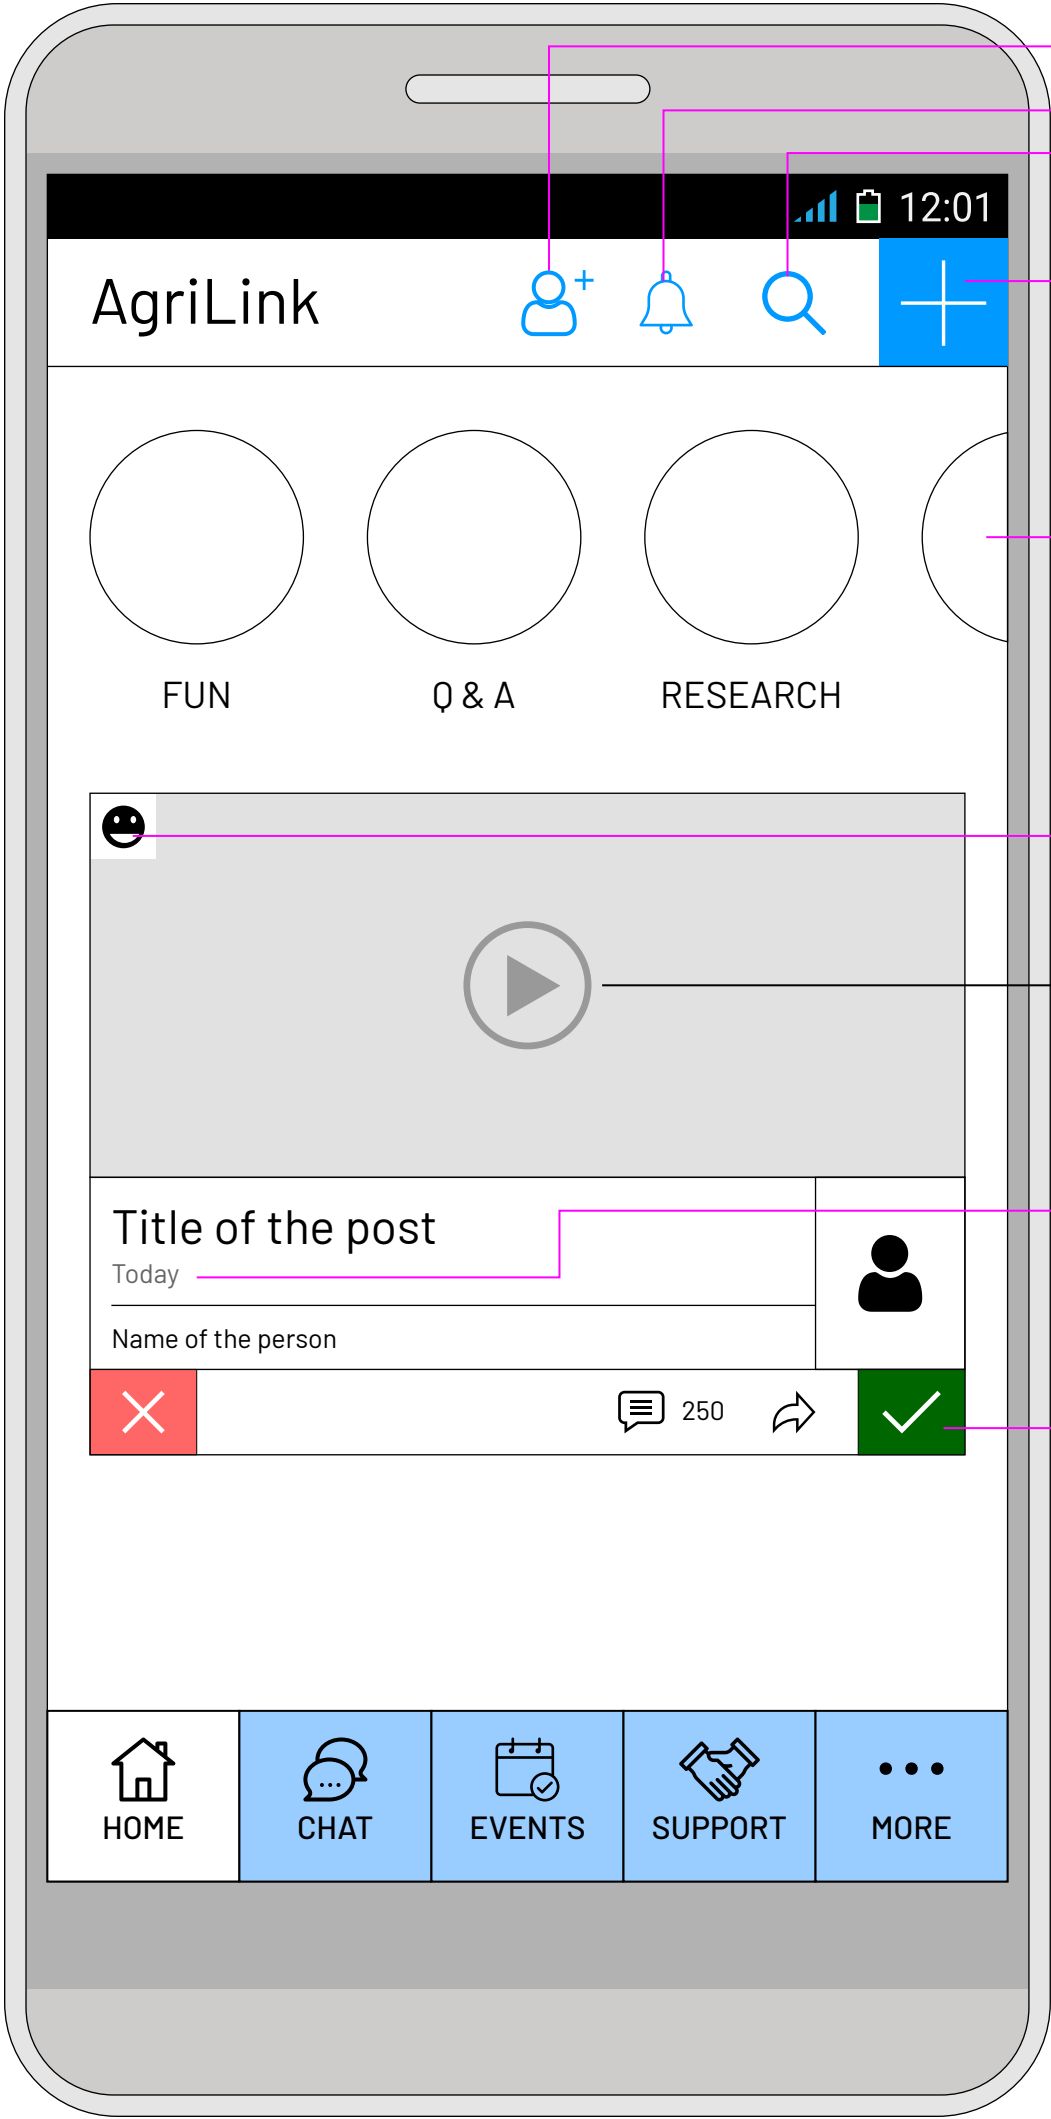 12:01
AgriLink
FUN
Q & A
RESEARCH
Title of the post
Today
Name of the person
250
HOME
CHAT
EVENTS
SUPPORT
MORE